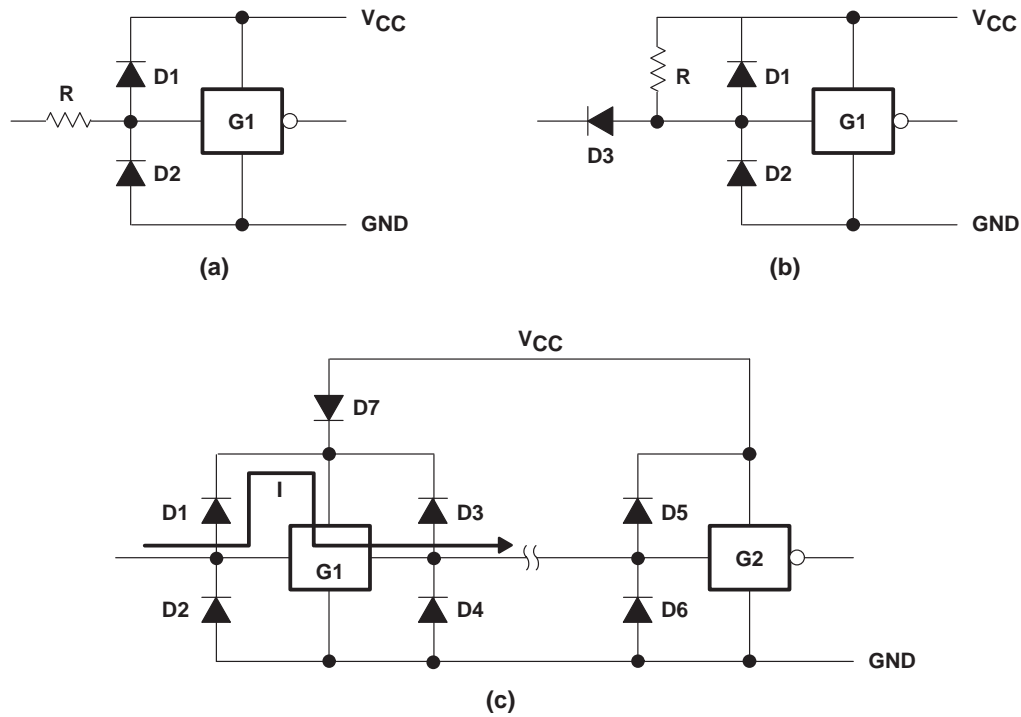 VCC
D1
R
G1
D2
GND
(a)
VCC
R
D1
D3
G1
D2
GND
(b)
VCC
D7
I
D1
D3
D5
G1
G2
D2
D4
D6
GND
(c)